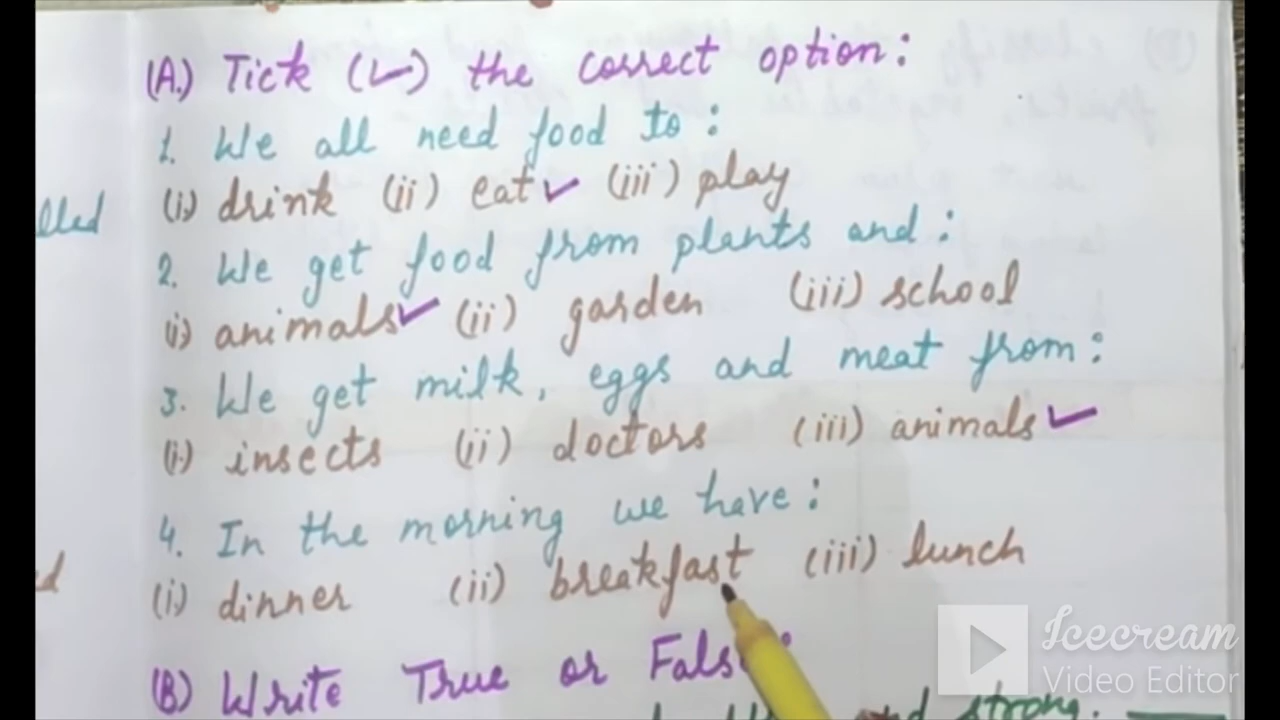 (A.) Tick (✓) the correct option:
1. We all need food to:
(i) drink (ii) eat ✓ (iii) play
lled
2. We get food from plants and:
(i) animals ✓ (ii) garden (iii) school
3. We get milk, eggs and meat from:
(i) insects (ii) doctors (iii) animals ✓
4. In the morning we have:
(i) dinner (ii) breakfast (iii) lunch
(B) Write True or False:
and strong.
Icecream
Video Editor